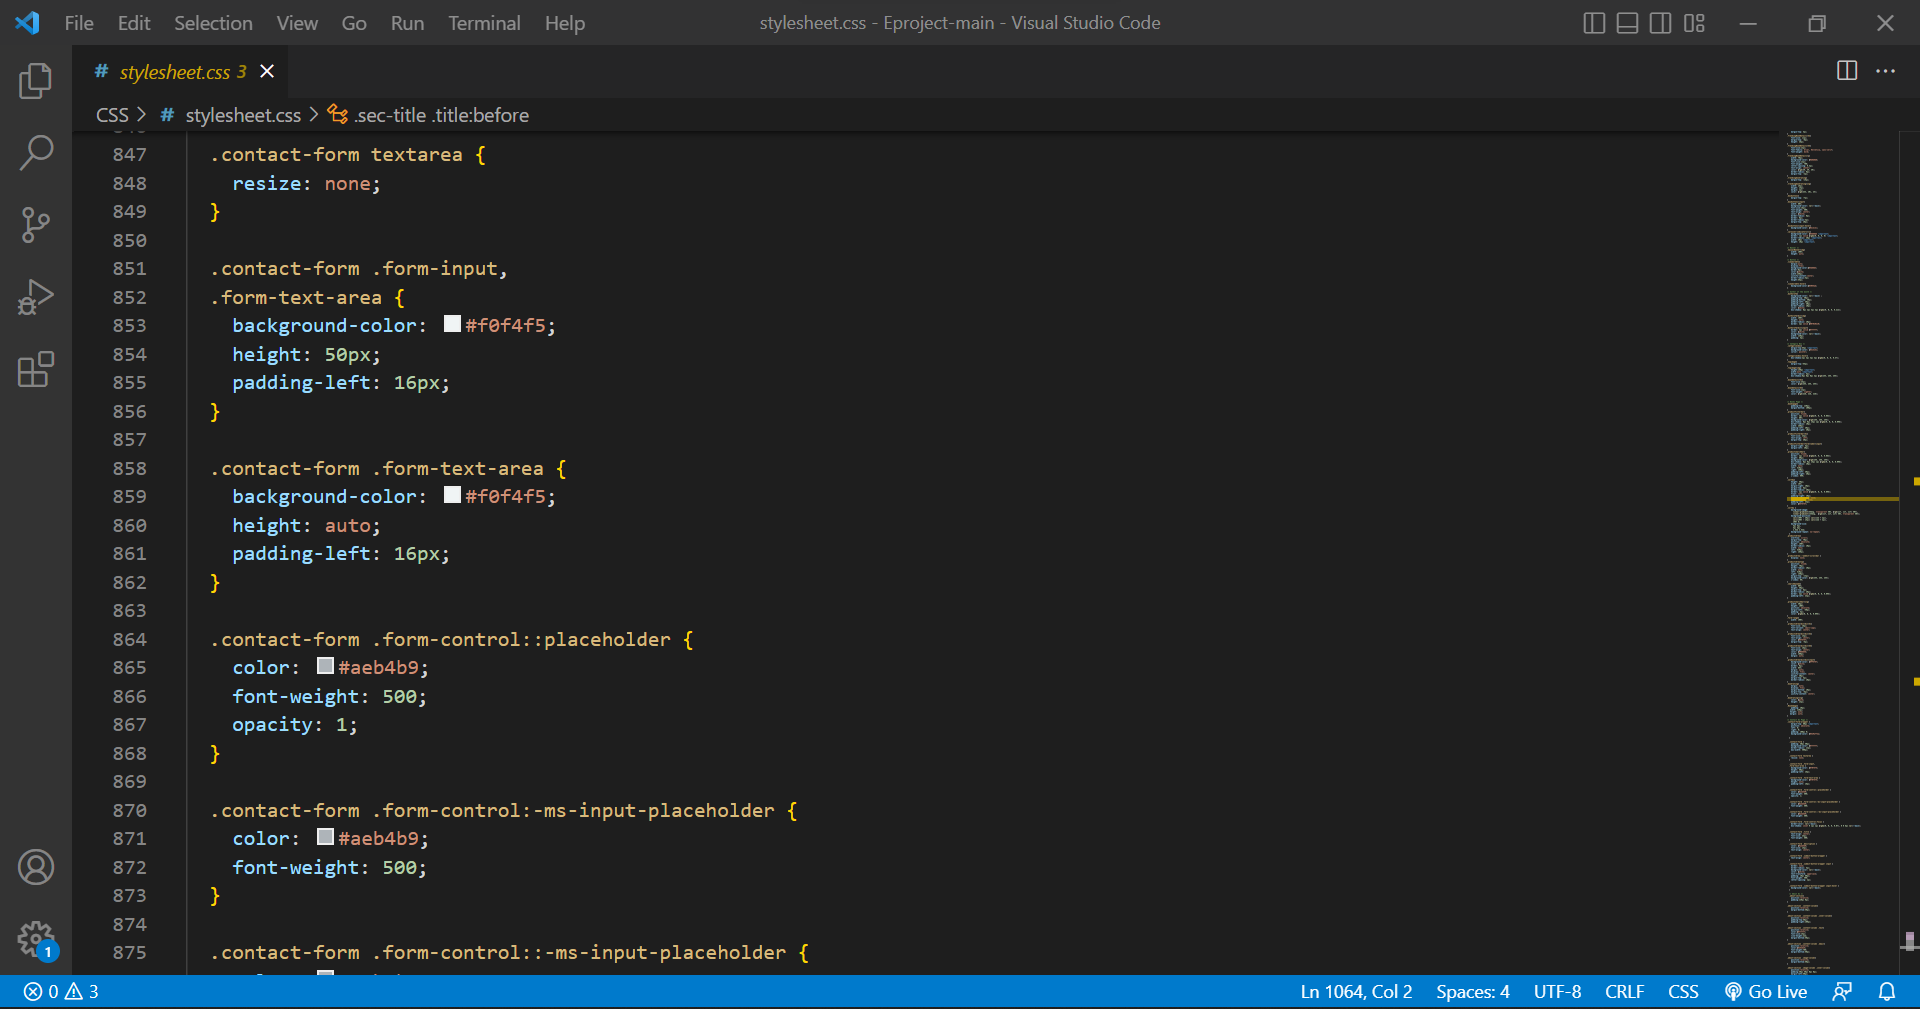 File Edit Selection View Go Run Terminal Help stylesheet.css - Eproject-main - Visual Studio Code
# stylesheet.css 3
CSS > # stylesheet.css > .sec-title .title:before
847 .contact-form textarea {
848 resize: none;
849 }
850
851 .contact-form .form-input,
852 .form-text-area {
853 background-color: #f0f4f5;
854 height: 50px;
855 padding-left: 16px;
856 }
857
858 .contact-form .form-text-area {
859 background-color: #f0f4f5;
860 height: auto;
861 padding-left: 16px;
862 }
863
864 .contact-form .form-control::placeholder {
865 color: #aeb4b9;
866 font-weight: 500;
867 opacity: 1;
868 }
869
870 .contact-form .form-control:-ms-input-placeholder {
871 color: #aeb4b9;
872 font-weight: 500;
873 }
874
875 .contact-form .form-control::-ms-input-placeholder {
1
0 3 Ln 1064, Col 2 Spaces: 4 UTF-8 CRLF CSS Go Live